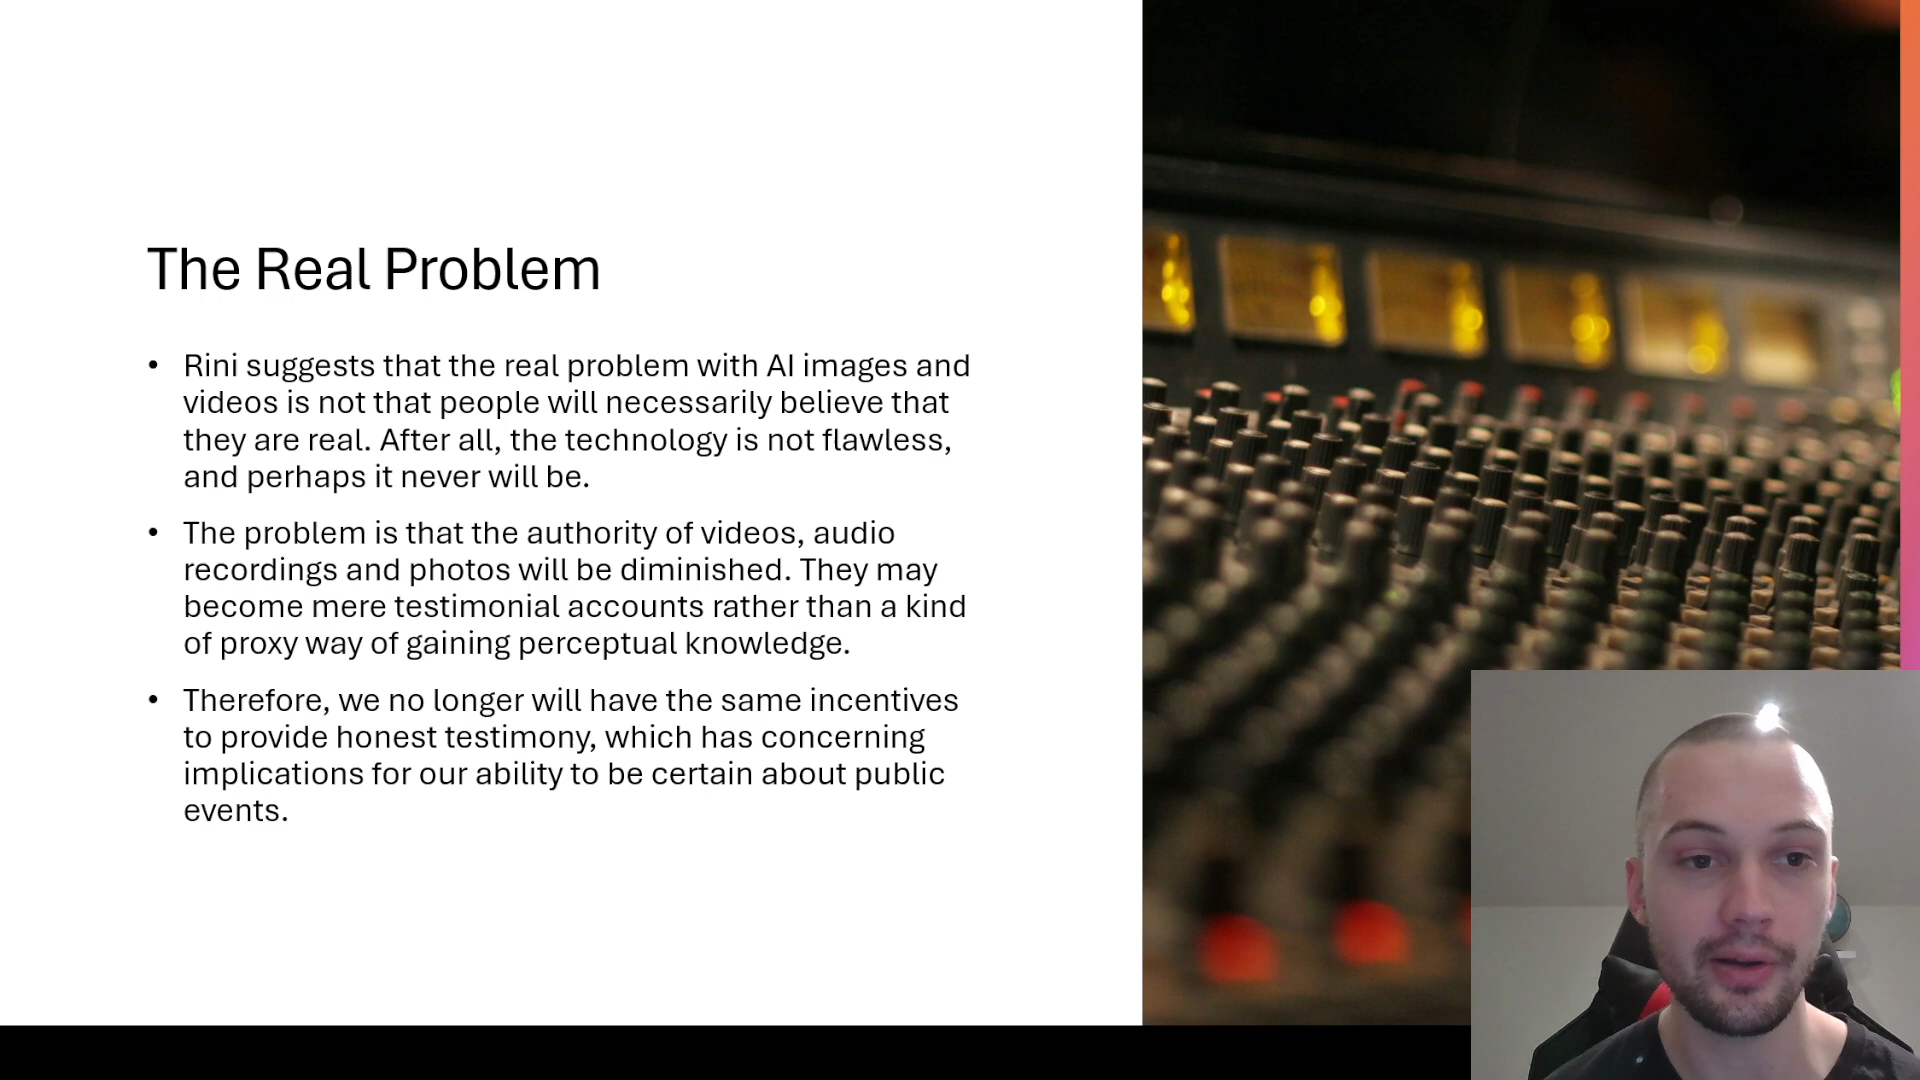 The Real Problem
• Rini suggests that the real problem with AI images and
videos is not that people will necessarily believe that
they are real. After all, the technology is not flawless,
and perhaps it never will be.
• The problem is that the authority of videos, audio
recordings and photos will be diminished. They may
become mere testimonial accounts rather than a kind
of proxy way of gaining perceptual knowledge.
• Therefore, we no longer will have the same incentives
to provide honest testimony, which has concerning
implications for our ability to be certain about public
events.